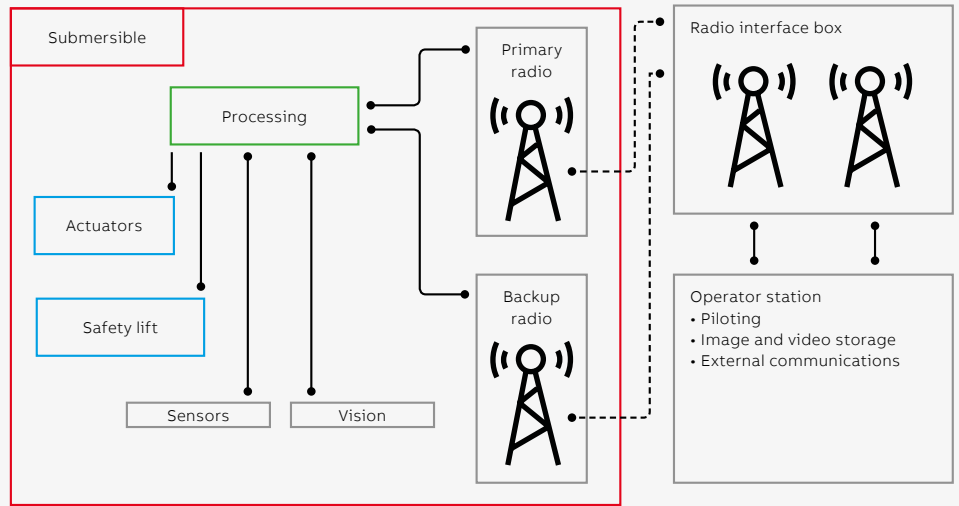 Submersible
Processing
Actuators
Safety lift
Sensors
Vision
Primary
radio
Backup
radio
Radio interface box
Operator station
• Piloting
• Image and video storage
• External communications